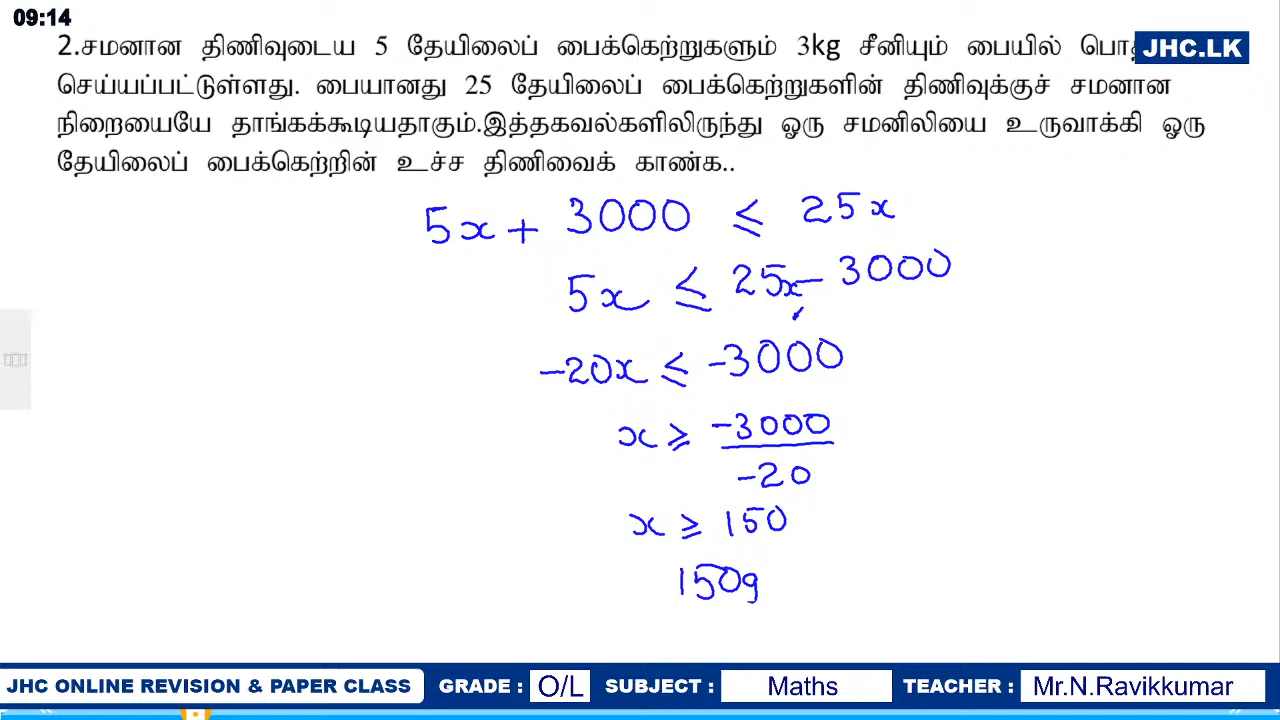 09:14
2.சமனான திணிவுடைய 5 தேயிலைப் பைக்கெற்றுகளும் 3kg சீனியும் பையில்
JHC.LK
செய்யப்பட்டுள்ளது. பையானது 25 தேயிலைப் பைக்கெற்றுகளின் திணிவுக்குச் சமனான
நிறையையே தாங்கக்கூடியதாகும்.இத்தகவல்களிலிருந்து ஒரு சமனிலியை உருவாக்கி ஒரு
தேயிலைப் பைக்கெற்றின் உச்ச திணிவைக் காண்க..
5x + 3000 ≤ 25x
5x ≤ 25x - 3000
-20x ≤ -3000
x ≥ -3000
-20
x ≥ 150
150g
JHC ONLINE REVISION & PAPER CLASS GRADE : O/L SUBJECT : Maths TEACHER : Mr.N.Ravikkumar